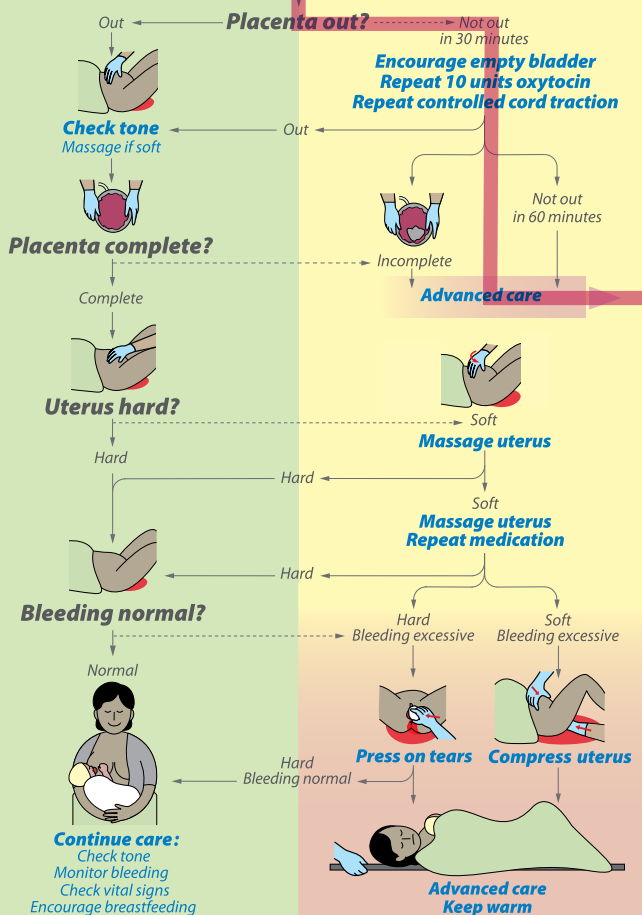 Out
Placenta out?
Not out
in 30 minutes
Encourage empty bladder
Repeat 10 units oxytocin
Repeat controlled cord traction
Check tone
Massage if soft
Out
Not out
in 60 minutes
Placenta complete?
Incomplete
Complete
Advanced care
Uterus hard?
Soft
Massage uterus
Hard
Hard
Soft
Massage uterus
Repeat medication
Hard
Bleeding normal?
Hard
Bleeding excessive
Soft
Bleeding excessive
Normal
Press on tears
Compress uterus
Hard
Bleeding normal
Continue care:
Check tone
Monitor bleeding
Check vital signs
Encourage breastfeeding
Advanced care
Keep warm